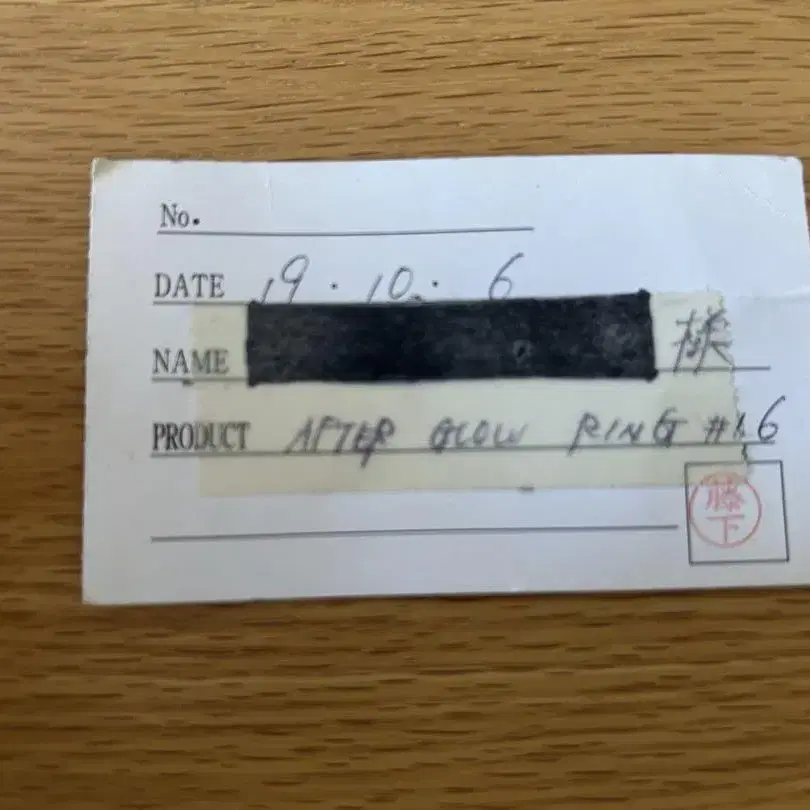 No.
DATE 19.10.6
NAME 様
PRODUCT AFTER GLOW RING #16
藤下